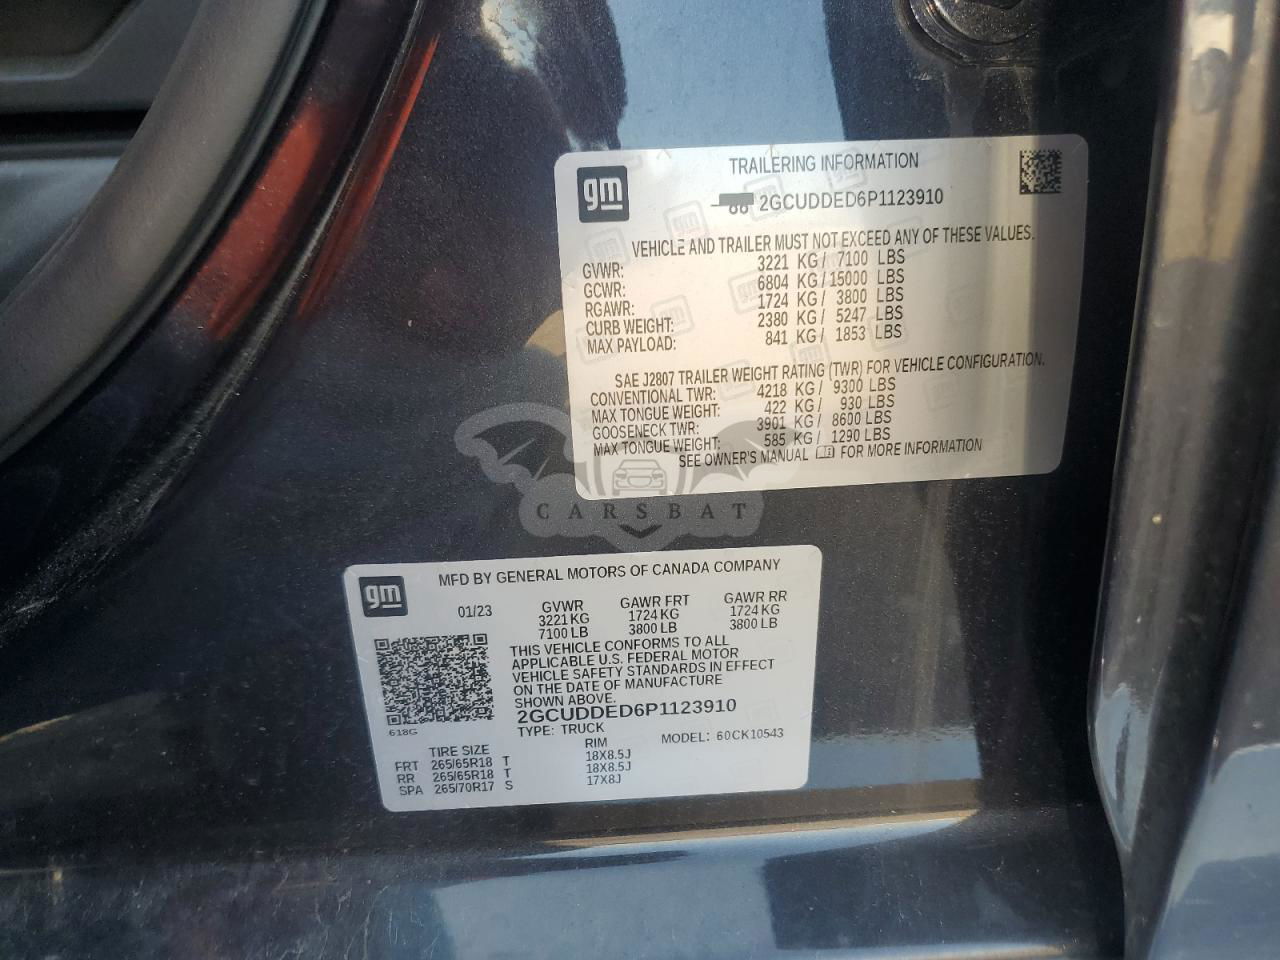 gm
TRAILERING INFORMATION
2GCUDDED6P1123910
VEHICLE AND TRAILER MUST NOT EXCEED ANY OF THESE VALUES.
GVWR: 3221 KG / 7100 LBS
GCWR: 6804 KG / 15000 LBS
RGAWR: 1724 KG / 3800 LBS
CURB WEIGHT: 2380 KG / 5247 LBS
MAX PAYLOAD: 841 KG / 1853 LBS
SAE J2807 TRAILER WEIGHT RATING (TWR) FOR VEHICLE CONFIGURATION.
CONVENTIONAL TWR: 4218 KG / 9300 LBS
MAX TONGUE WEIGHT: 422 KG / 930 LBS
GOOSENECK TWR: 3901 KG / 8600 LBS
MAX TONGUE WEIGHT: 585 KG / 1290 LBS
SEE OWNER'S MANUAL FOR MORE INFORMATION
CARSBAT
gm
MFD BY GENERAL MOTORS OF CANADA COMPANY
01/23 GVWR GAWR FRT GAWR RR
3221 KG 1724 KG 1724 KG
7100 LB 3800 LB 3800 LB
THIS VEHICLE CONFORMS TO ALL
APPLICABLE U.S. FEDERAL MOTOR
VEHICLE SAFETY STANDARDS IN EFFECT
ON THE DATE OF MANUFACTURE
SHOWN ABOVE.
2GCUDDED6P1123910
618G
TYPE: TRUCK MODEL: 60CK10543
TIRE SIZE RIM
FRT 265/65R18 T 18X8.5J
RR 265/65R18 T 18X8.5J
SPA 265/70R17 S 17X8J